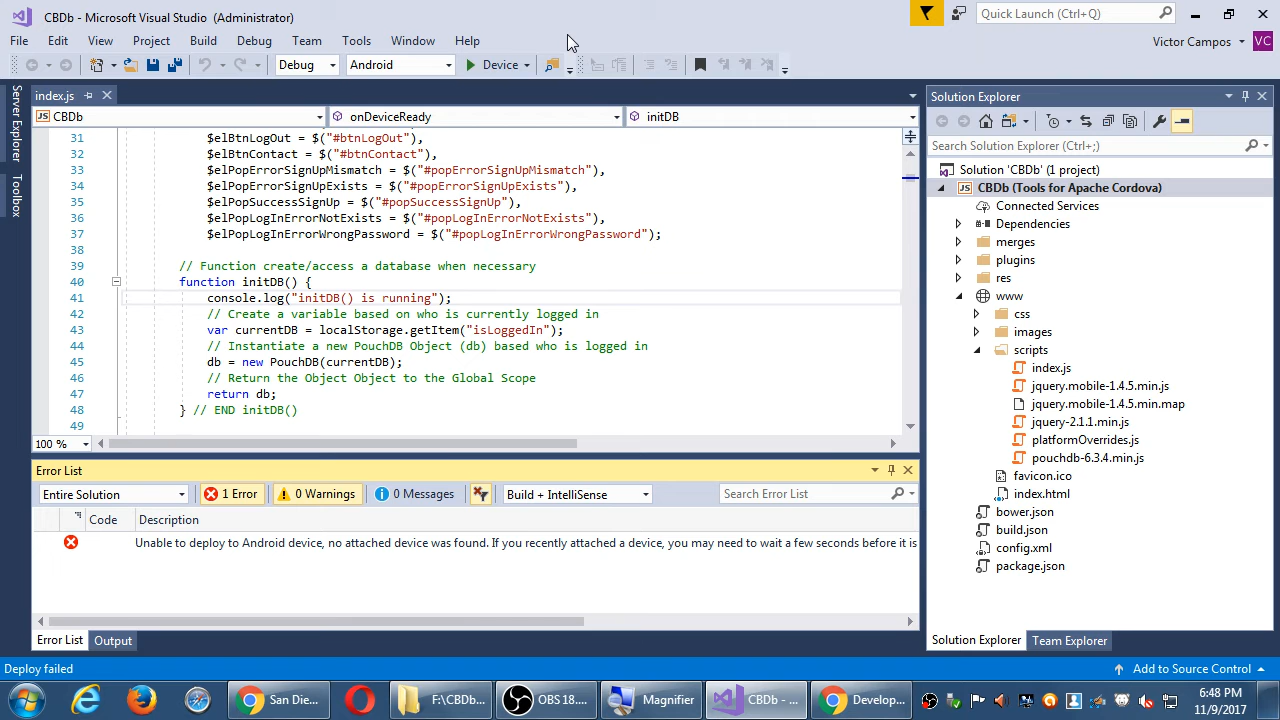 CBDb - Microsoft Visual Studio (Administrator)
Quick Launch (Ctrl+Q)
File Edit View Project Build Debug Team Tools Window Help
Victor Campos VC
Debug Android Device
Server Explorer
Toolbox
index.js
CBDb onDeviceReady initDB
31 $elBtnLogOut = $("#btnLogOut"),
32 $elBtnContact = $("#btnContact"),
33 $elPopErrorSignUpMismatch = $("#popErrorSignUpMismatch"),
34 $elPopErrorSignUpExists = $("#popErrorSignUpExists"),
35 $elPopSuccessSignUp = $("#popSuccessSignUp"),
36 $elPopLogInErrorNotExists = $("#popLogInErrorNotExists"),
37 $elPopLogInErrorWrongPassword = $("#popLogInErrorWrongPassword");
38
39 // Function create/access a database when necessary
40 function initDB() {
41 console.log("initDB() is running");
42 // Create a variable based on who is currently logged in
43 var currentDB = localStorage.getItem("isLoggedIn");
44 // Instantiate a new PouchDB Object (db) based who is logged in
45 db = new PouchDB(currentDB);
46 // Return the Object Object to the Global Scope
47 return db;
48 } // END initDB()
49
100 %
Error List
Entire Solution 1 Error 0 Warnings 0 Messages Build + IntelliSense Search Error List
Code Description
Unable to deploy to Android device, no attached device was found. If you recently attached a device, you may need to wait a few seconds before it is
Error List Output
Solution Explorer
Search Solution Explorer (Ctrl+;)
Solution 'CBDb' (1 project)
JS CBDb (Tools for Apache Cordova)
Connected Services
Dependencies
merges
plugins
res
www
css
images
scripts
index.js
jquery.mobile-1.4.5.min.js
jquery.mobile-1.4.5.min.map
jquery-2.1.1.min.js
platformOverrides.js
pouchdb-6.3.4.min.js
favicon.ico
index.html
bower.json
build.json
config.xml
package.json
Solution Explorer Team Explorer
Deploy failed
Add to Source Control
San Die... F:\CBDb... OBS 18.... Magnifier CBDb - ... Develop...
6:48 PM
11/9/2017